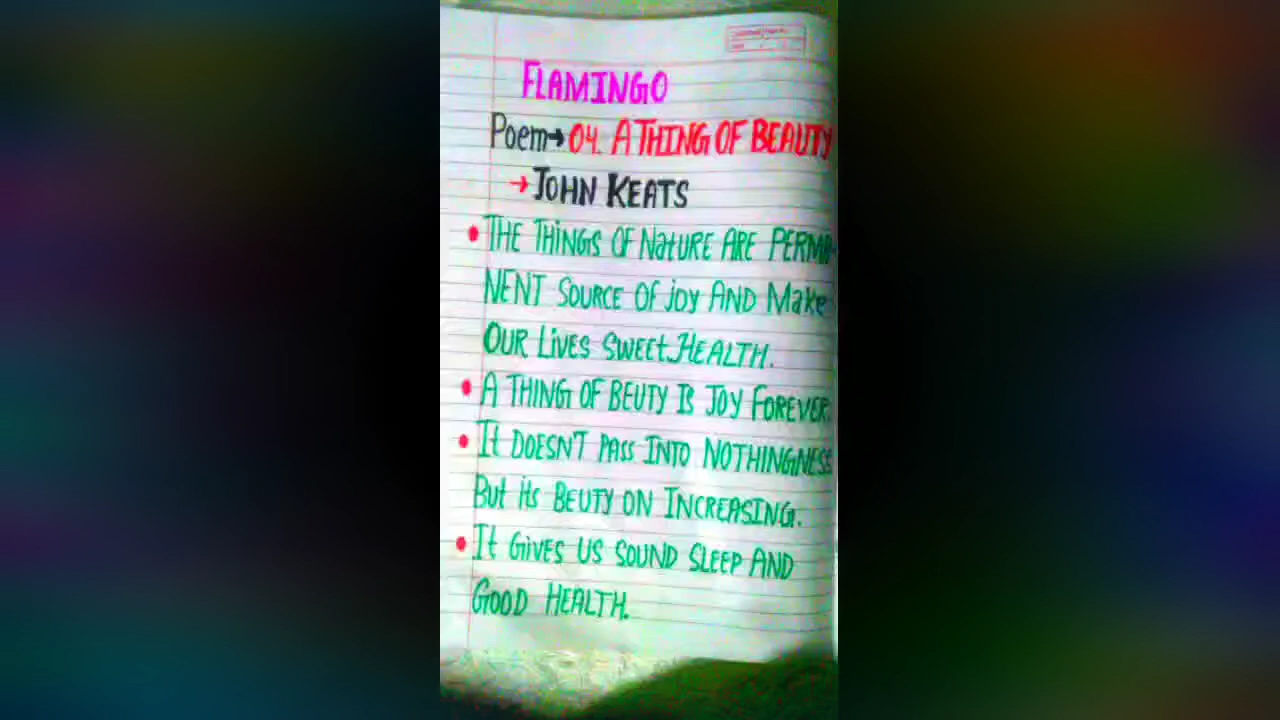 FLAMINGO
Poem→04. A THING OF BEAUTY
→JOHN KEATS
• THE THINGS OF NatURE ARE PERMA-
NENT SOURCE OF joy AND Make
OUR LiVES SWEEt HEALTH.
• A THING OF BEUTY IS JOY FOREVER.
• It DOESN'T PASS INTO NOTHINGNESS
But its BEUTY ON INCREASING.
• It GiVES US SOUND SLEEP AND
GOOD HEALTH.